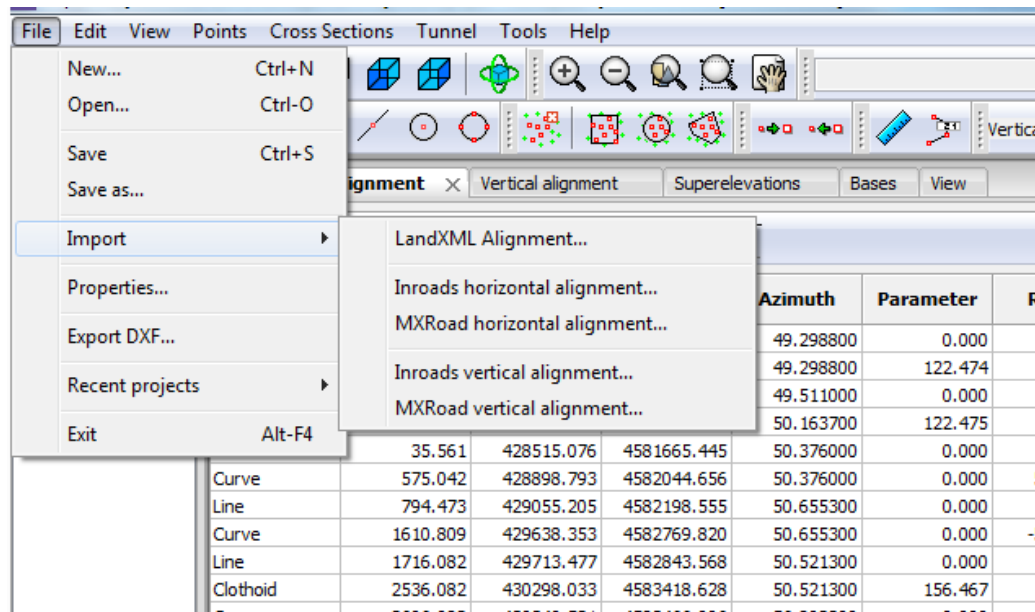 File Edit View Points Cross Sections Tunnel Tools Help
New... Ctrl+N
Open... Ctrl-O
Save Ctrl+S
Save as...
Import
Properties...
Export DXF...
Recent projects
Exit Alt-F4
LandXML Alignment...
Inroads horizontal alignment...
MXRoad horizontal alignment...
Inroads vertical alignment...
MXRoad vertical alignment...
Vertical alignment Superelevations Bases View
Azimuth Parameter
49.298800 0.000
49.298800 122.474
49.511000 0.000
50.163700 122.475
35.561 428515.076 4581665.445 50.376000 0.000
Curve 575.042 428898.793 4582044.656 50.376000 0.000
Line 794.473 429055.205 4582198.555 50.655300 0.000
Curve 1610.809 429638.353 4582769.820 50.655300 0.000
Line 1716.082 429713.477 4582843.568 50.521300 0.000
Clothoid 2536.082 430298.033 4583418.628 50.521300 156.467